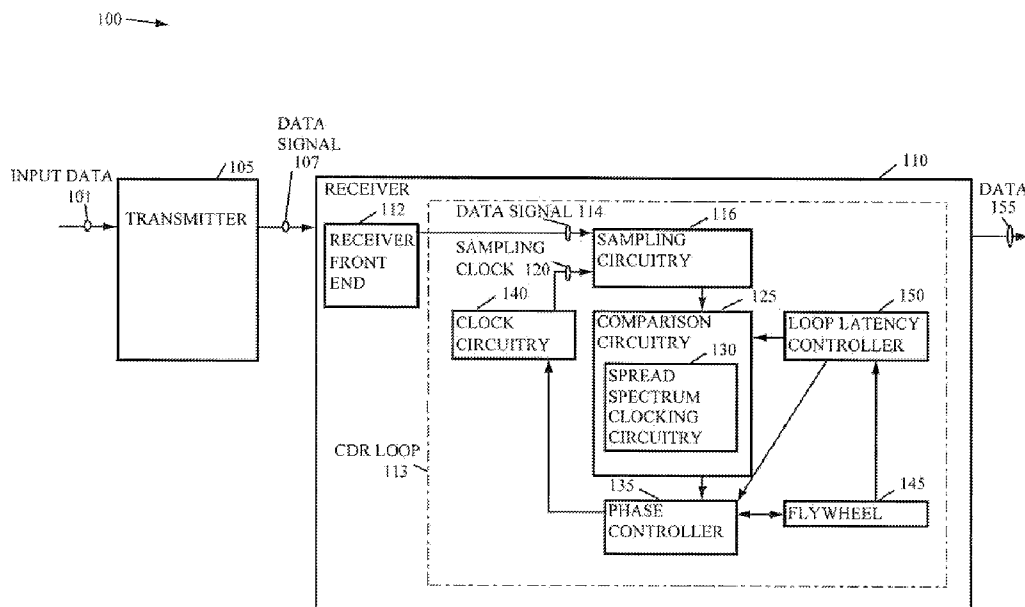 100
DATA
SIGNAL
107
INPUT DATA
101
105
TRANSMITTER
110
RECEIVER
112
RECEIVER
FRONT
END
DATA SIGNAL 114
SAMPLING
CLOCK 120
116
SAMPLING
CIRCUITRY
DATA
155
140
CLOCK
CIRCUITRY
125
COMPARISON
CIRCUITRY
130
SPREAD
SPECTRUM
CLOCKING
CIRCUITRY
150
LOOP LATENCY
CONTROLLER
CDR LOOP
113
135
PHASE
CONTROLLER
145
FLYWHEEL